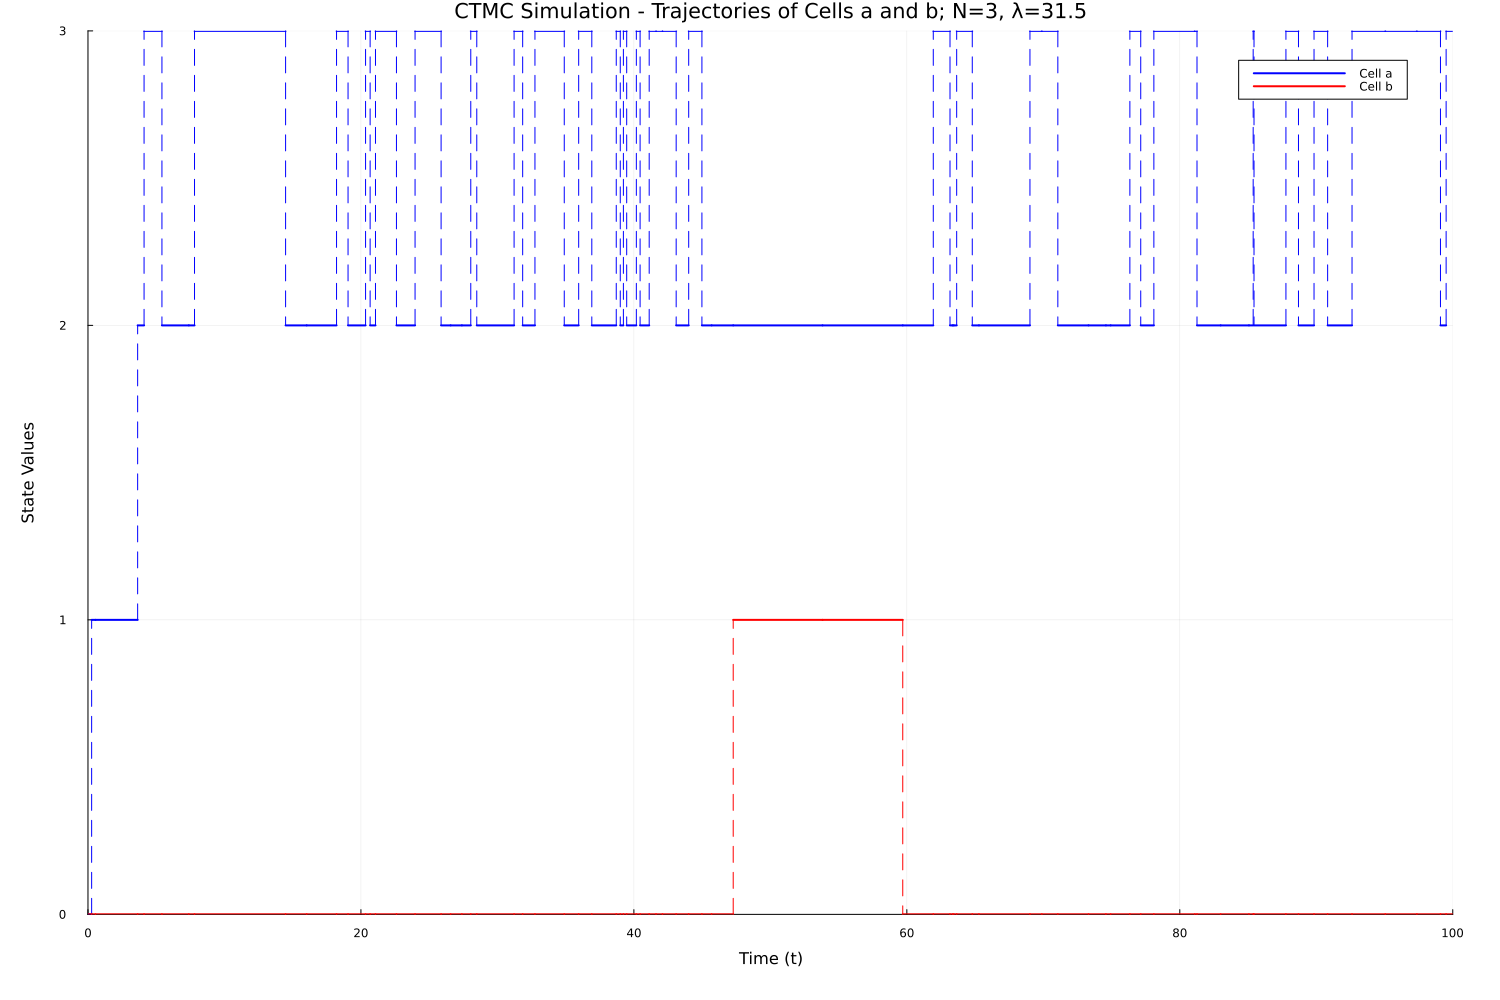 CTMC Simulation - Trajectories of Cells a and b; N=3, λ=31.5
3
Cell a
Cell b
2
State Values
1
0
0 20 40 60 80 100
Time (t)